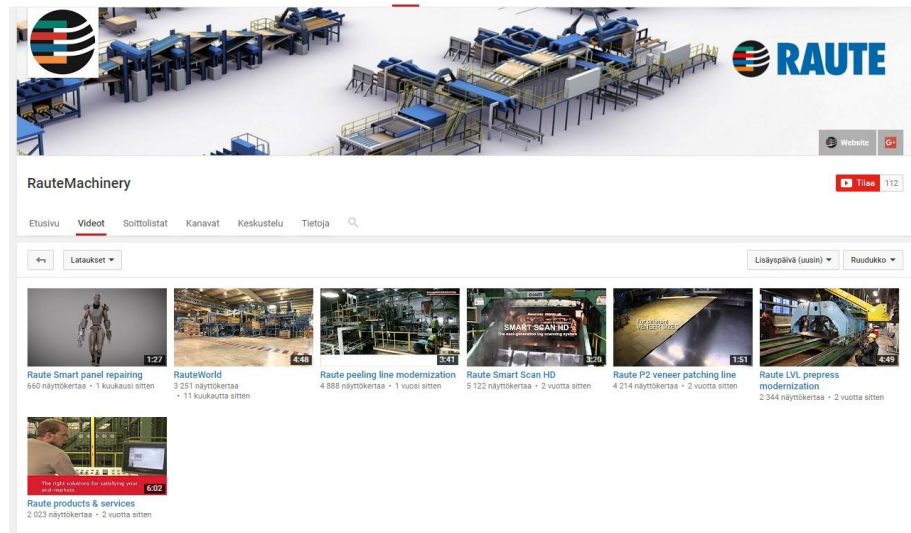 RAUTE
Website G+
RauteMachinery
Tilaa 112
Etusivu Videot Soittolistat Kanavat Keskustelu Tietoja
Lataukset Lisäyspäivä (uusin) Ruudukko
1:27 4:48 3:41 SMART SCAN HD 3:20 1:51 4:49
Raute Smart panel repairing
660 näyttökertaa • 1 kuukausi sitten
RauteWorld
3 251 näyttökertaa
• 11 kuukautta sitten
Raute peeling line modernization
4 888 näyttökertaa • 1 vuosi sitten
Raute Smart Scan HD
5 122 näyttökertaa • 2 vuotta sitten
Raute P2 veneer patching line
4 214 näyttökertaa • 2 vuotta sitten
Raute LVL prepress
modernization
2 344 näyttökertaa • 2 vuotta sitten
The right solutions for satisfying your
end-markets
6:02
Raute products & services
2 023 näyttökertaa • 2 vuotta sitten